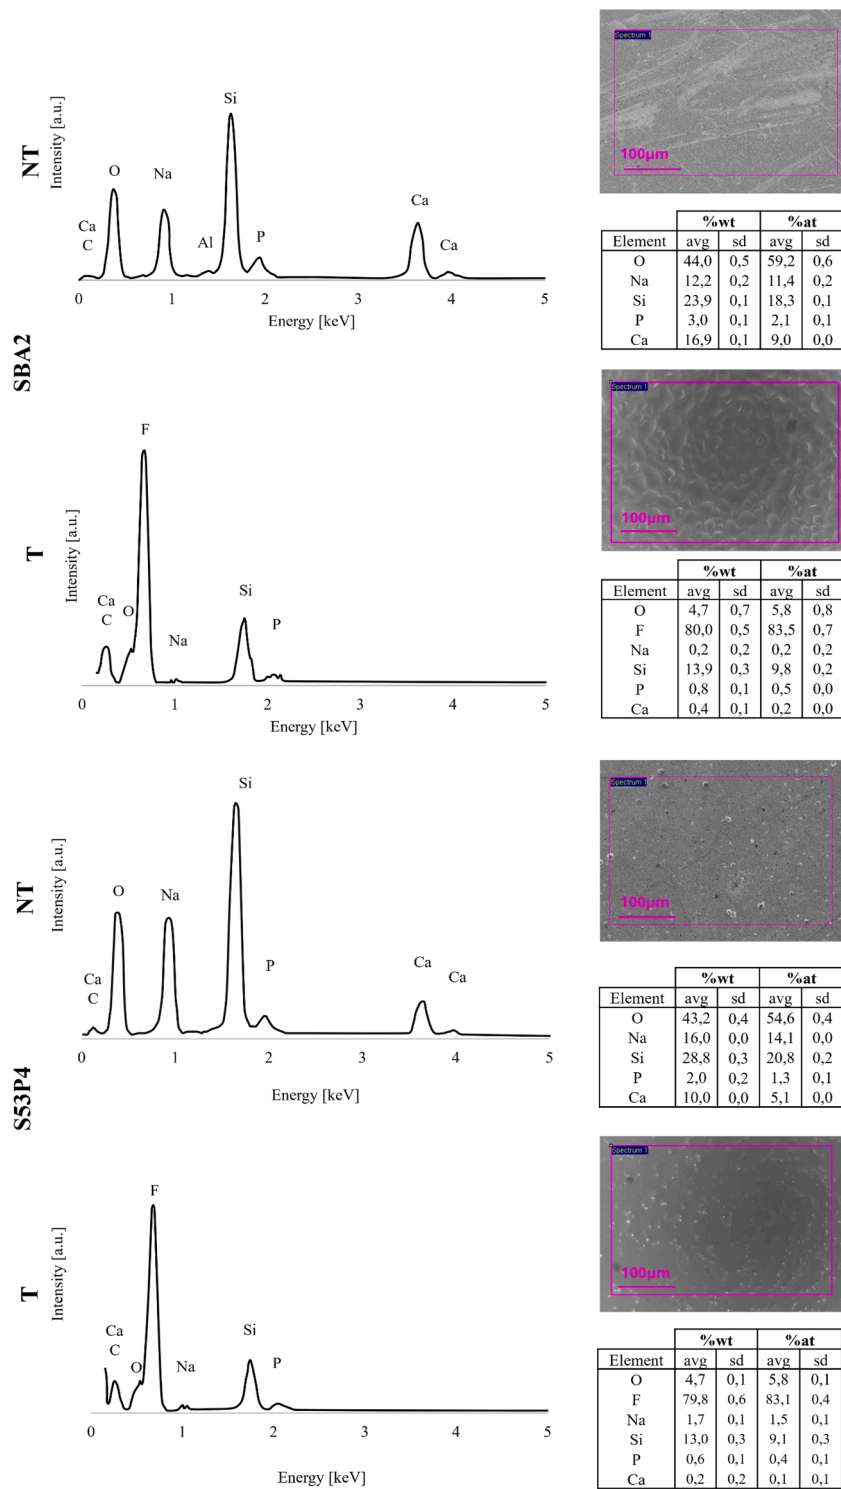 SBA2
NT
Intensity [a.u.]
Ca
C
O
Na
Al
Si
P
Ca
Ca
0 1 2 3 4 5
Energy [keV]
Spectrum 1
100µm
%wt %at
Element avg sd avg sd
O 44,0 0,5 59,2 0,6
Na 12,2 0,2 11,4 0,2
Si 23,9 0,1 18,3 0,1
P 3,0 0,1 2,1 0,1
Ca 16,9 0,1 9,0 0,0
T
Intensity [a.u.]
Ca
C
O
F
Na
Si
P
0 1 2 3 4 5
Energy [keV]
Spectrum 1
100µm
%wt %at
Element avg sd avg sd
O 4,7 0,7 5,8 0,8
F 80,0 0,5 83,5 0,7
Na 0,2 0,2 0,2 0,2
Si 13,9 0,3 9,8 0,2
P 0,8 0,1 0,5 0,0
Ca 0,4 0,1 0,2 0,0
S53P4
NT
Intensity [a.u.]
Ca
C
O
Na
Si
P
Ca
Ca
0 1 2 3 4 5
Energy [keV]
Spectrum 1
100µm
%wt %at
Element avg sd avg sd
O 43,2 0,4 54,6 0,4
Na 16,0 0,0 14,1 0,0
Si 28,8 0,3 20,8 0,2
P 2,0 0,2 1,3 0,1
Ca 10,0 0,0 5,1 0,0
T
Intensity [a.u.]
Ca
C
O
F
Na
Si
P
0 1 2 3 4 5
Energy [keV]
Spectrum 1
100µm
%wt %at
Element avg sd avg sd
O 4,7 0,1 5,8 0,1
F 79,8 0,6 83,1 0,4
Na 1,7 0,1 1,5 0,1
Si 13,0 0,3 9,1 0,3
P 0,6 0,1 0,4 0,1
Ca 0,2 0,2 0,1 0,1